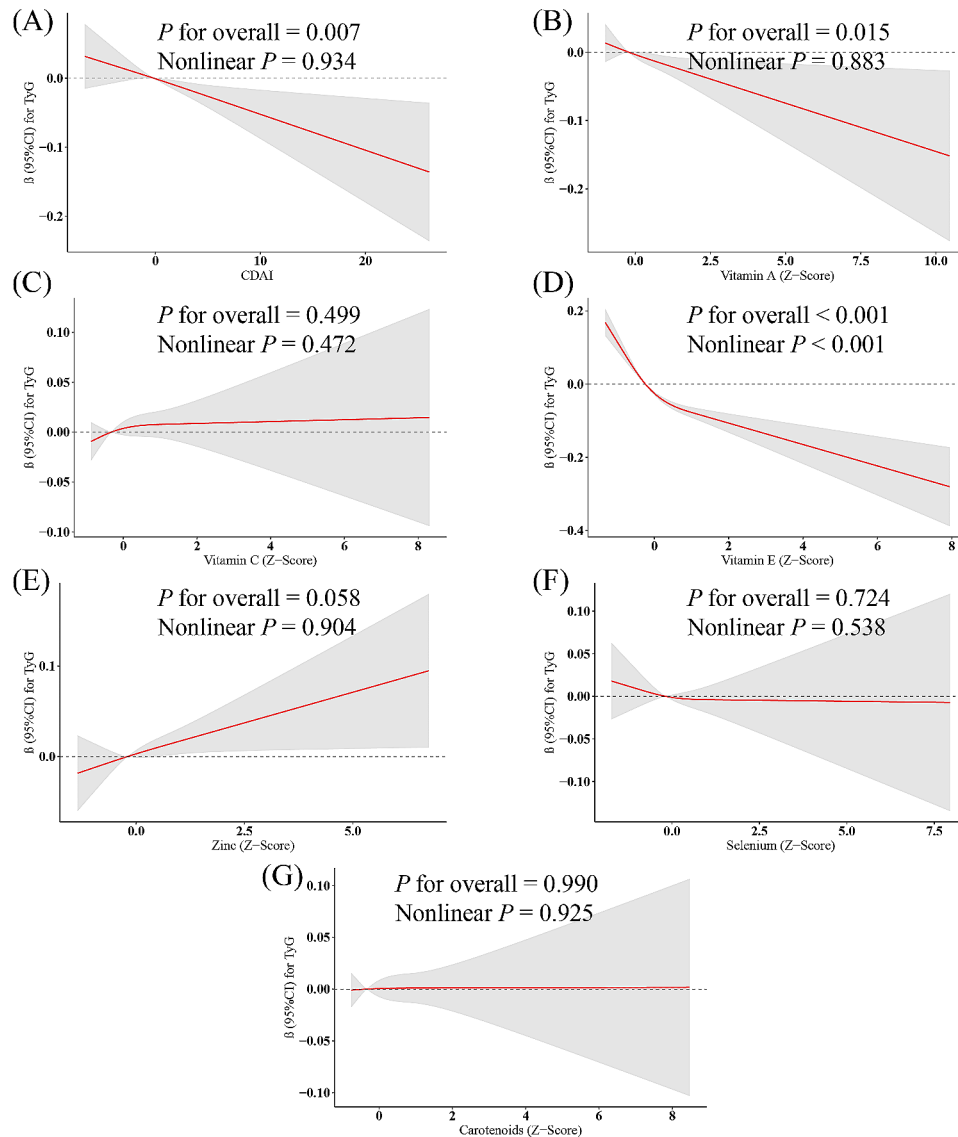 (A)
P for overall = 0.007
Nonlinear P = 0.934
β (95%CI) for TyG
0.0
−0.1
−0.2
0
10
20
CDAI
(B)
P for overall = 0.015
Nonlinear P = 0.883
β (95%CI) for TyG
0.0
−0.1
−0.2
0.0
2.5
5.0
7.5
10.0
Vitamin A (Z−Score)
(C)
P for overall = 0.499
Nonlinear P = 0.472
β (95%CI) for TyG
0.10
0.05
0.00
−0.05
−0.10
0
2
4
6
8
Vitamin C (Z−Score)
(D)
P for overall < 0.001
Nonlinear P < 0.001
β (95%CI) for TyG
0.2
0.0
−0.2
−0.4
0
2
4
6
8
Vitamin E (Z−Score)
(E)
P for overall = 0.058
Nonlinear P = 0.904
β (95%CI) for TyG
0.1
0.0
0.0
2.5
5.0
Zinc (Z−Score)
(F)
P for overall = 0.724
Nonlinear P = 0.538
β (95%CI) for TyG
0.10
0.05
0.00
−0.05
−0.10
0.0
2.5
5.0
7.5
Selenium (Z−Score)
(G)
P for overall = 0.990
Nonlinear P = 0.925
β (95%CI) for TyG
0.10
0.05
0.00
−0.05
−0.10
0
2
4
6
8
Carotenoids (Z−Score)